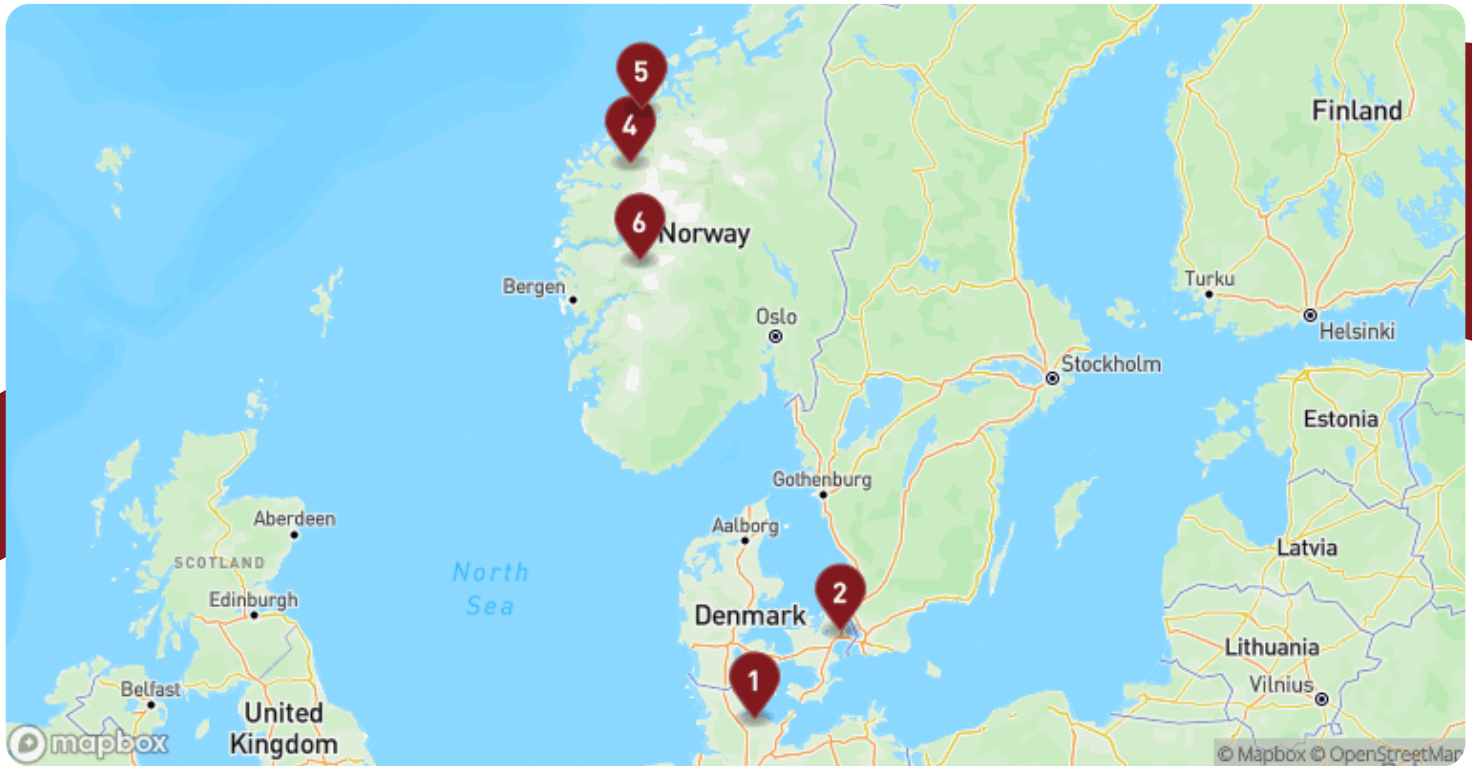 5
4
Finland
6
Norway
Bergen
Turku
Oslo
Helsinki
Stockholm
Estonia
Gothenburg
Aberdeen
Aalborg
SCOTLAND
Latvia
North
Sea
Edinburgh
2
Denmark
Lithuania
1
Belfast
Vilnius
United
Kingdom
mapbox
© Mapbox © OpenStreetMap